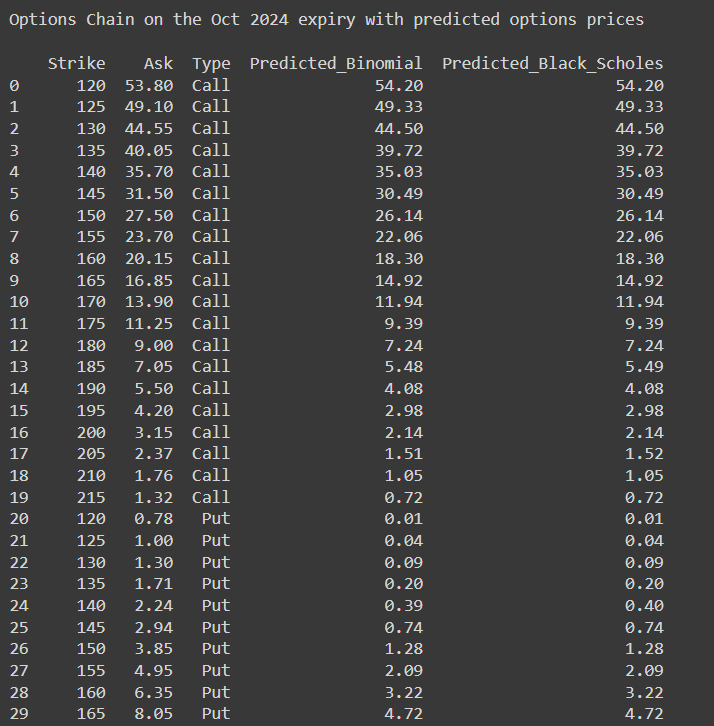 Options Chain on the Oct 2024 expiry with predicted options prices
Strike Ask Type Predicted_Binomial Predicted_Black_Scholes
0 120 53.80 Call 54.20 54.20
1 125 49.10 Call 49.33 49.33
2 130 44.55 Call 44.50 44.50
3 135 40.05 Call 39.72 39.72
4 140 35.70 Call 35.03 35.03
5 145 31.50 Call 30.49 30.49
6 150 27.50 Call 26.14 26.14
7 155 23.70 Call 22.06 22.06
8 160 20.15 Call 18.30 18.30
9 165 16.85 Call 14.92 14.92
10 170 13.90 Call 11.94 11.94
11 175 11.25 Call 9.39 9.39
12 180 9.00 Call 7.24 7.24
13 185 7.05 Call 5.48 5.49
14 190 5.50 Call 4.08 4.08
15 195 4.20 Call 2.98 2.98
16 200 3.15 Call 2.14 2.14
17 205 2.37 Call 1.51 1.52
18 210 1.76 Call 1.05 1.05
19 215 1.32 Call 0.72 0.72
20 120 0.78 Put 0.01 0.01
21 125 1.00 Put 0.04 0.04
22 130 1.30 Put 0.09 0.09
23 135 1.71 Put 0.20 0.20
24 140 2.24 Put 0.39 0.40
25 145 2.94 Put 0.74 0.74
26 150 3.85 Put 1.28 1.28
27 155 4.95 Put 2.09 2.09
28 160 6.35 Put 3.22 3.22
29 165 8.05 Put 4.72 4.72